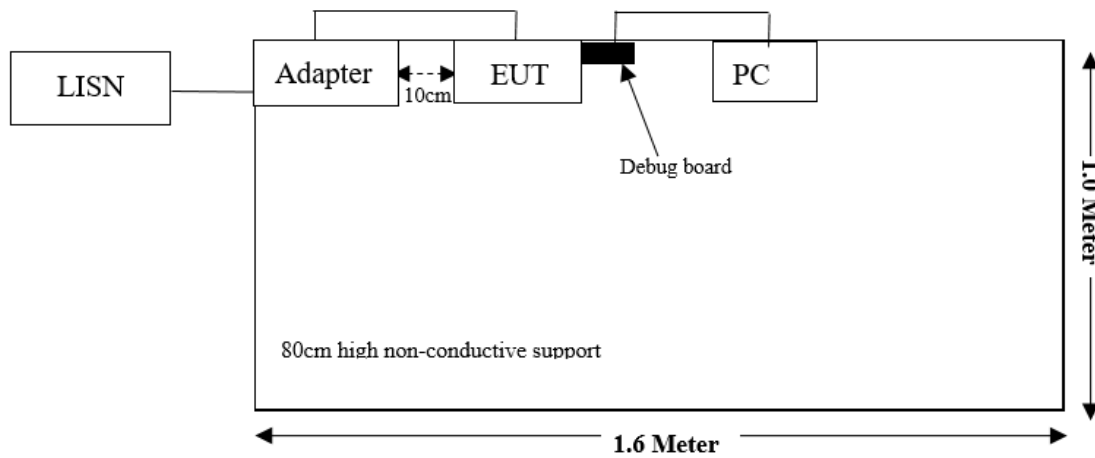 LISN
Adapter
10cm
EUT
PC
Debug board
1.0 Meter
80cm high non-conductive support
1.6 Meter